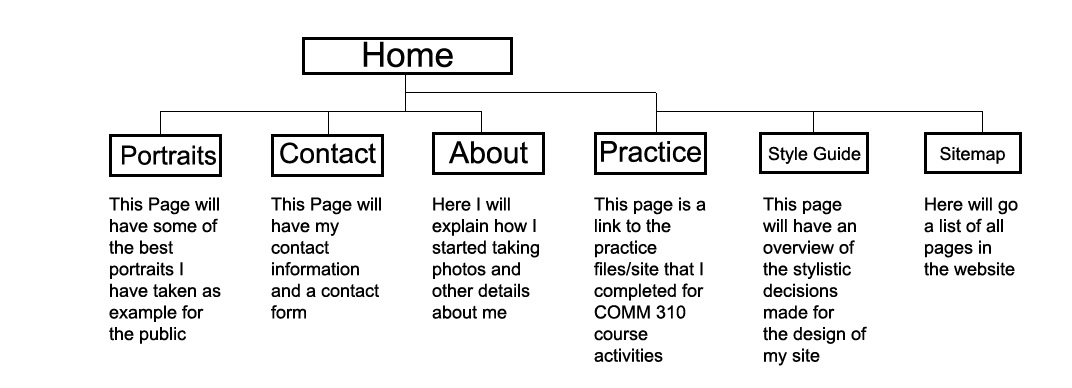 Home
Portraits
Contact
About
Practice
Style Guide
Sitemap
This Page will
have some of
the best
portraits I
have taken as
example for
the public
This Page will
have my
contact
information
and a contact
form
Here I will
explain how I
started taking
photos and
other details
about me
This page is a
link to the
practice
files/site that I
completed for
COMM 310
course
activities
This page
will have an
overview of
the stylistic
decisions
made for
the design of
my site
Here will go
a list of all
pages in
the website